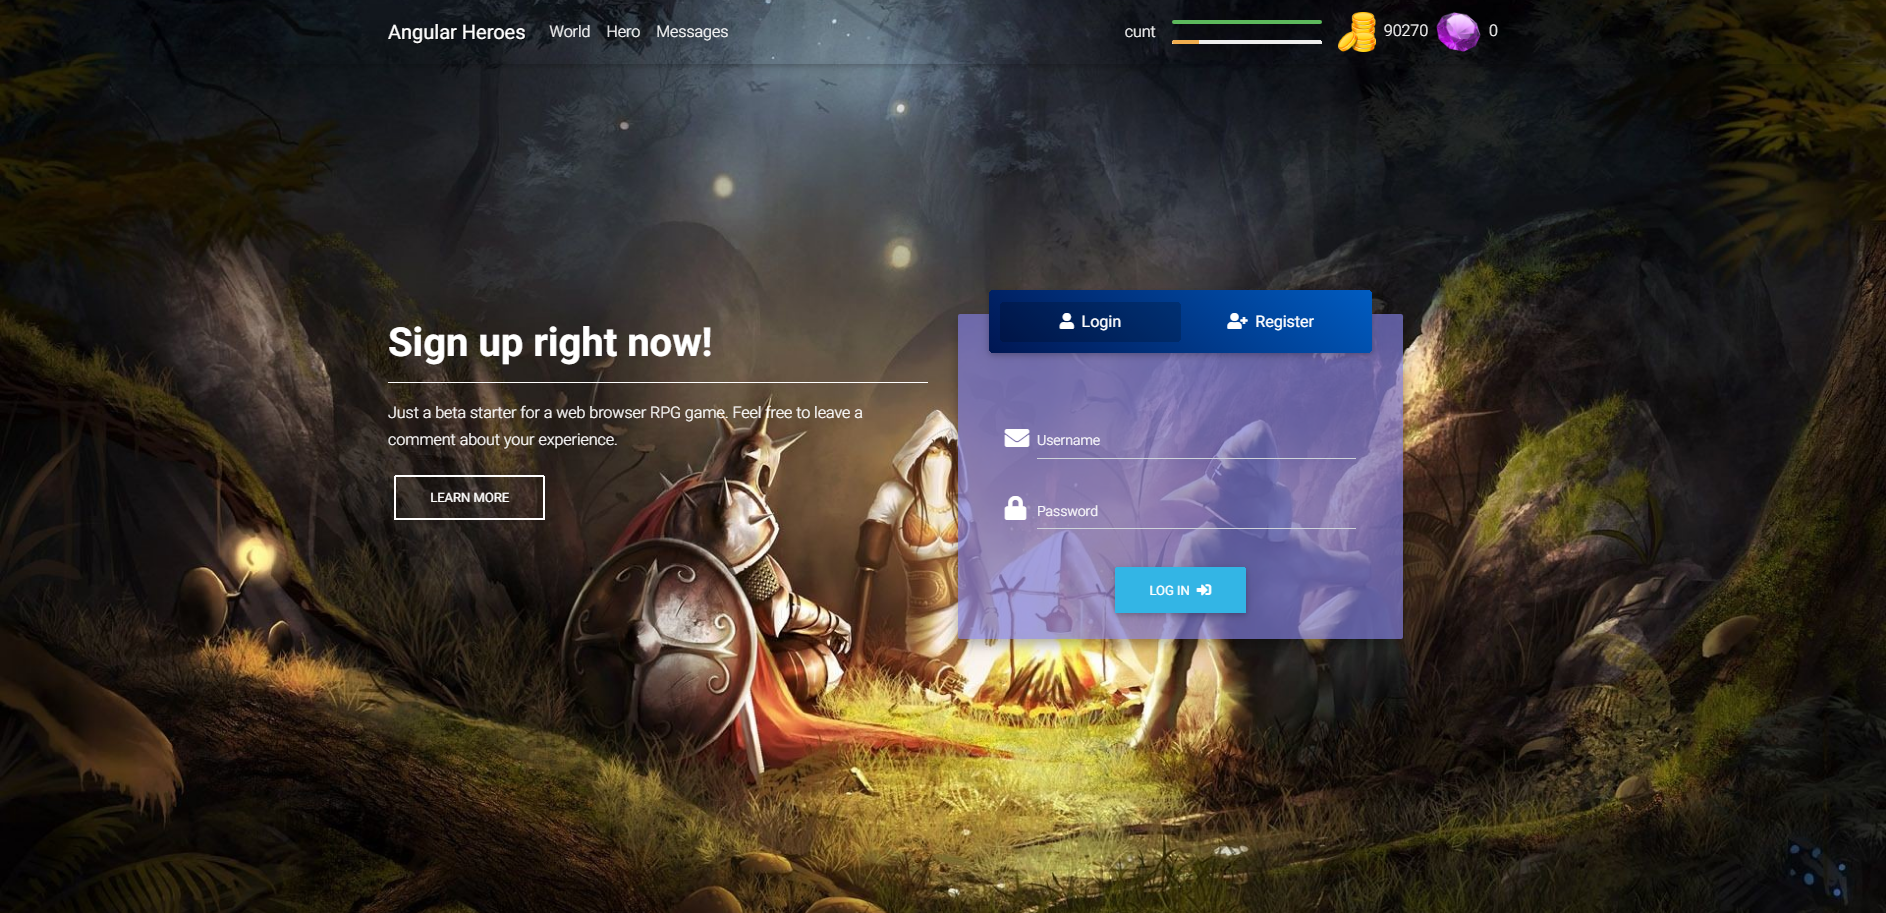 Angular Heroes World Hero Messages cunt 90270 0
Login Register
Sign up right now!
Just a beta starter for a web browser RPG game. Feel free to leave a
comment about your experience.
LEARN MORE
Username
Password
LOG IN